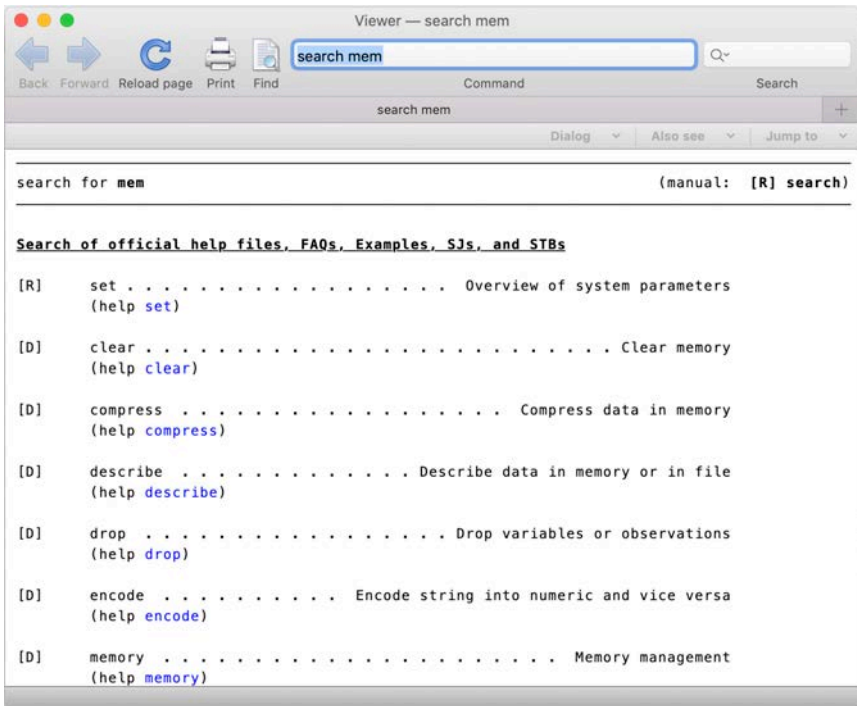 Viewer — search mem
search mem
Back Forward Reload page Print Find Command Search
search mem +
Dialog Also see Jump to
search for mem (manual: [R] search)
Search of official help files, FAQs, Examples, SJs, and STBs
[R] set . . . . . . . . . . . . . . . . . . Overview of system parameters
(help set)
[D] clear . . . . . . . . . . . . . . . . . . . . . . . . . . . Clear memory
(help clear)
[D] compress . . . . . . . . . . . . . . . . . . Compress data in memory
(help compress)
[D] describe . . . . . . . . . . . . . . Describe data in memory or in file
(help describe)
[D] drop . . . . . . . . . . . . . . . . . Drop variables or observations
(help drop)
[D] encode . . . . . . . . . . Encode string into numeric and vice versa
(help encode)
[D] memory . . . . . . . . . . . . . . . . . . . . . . Memory management
(help memory)